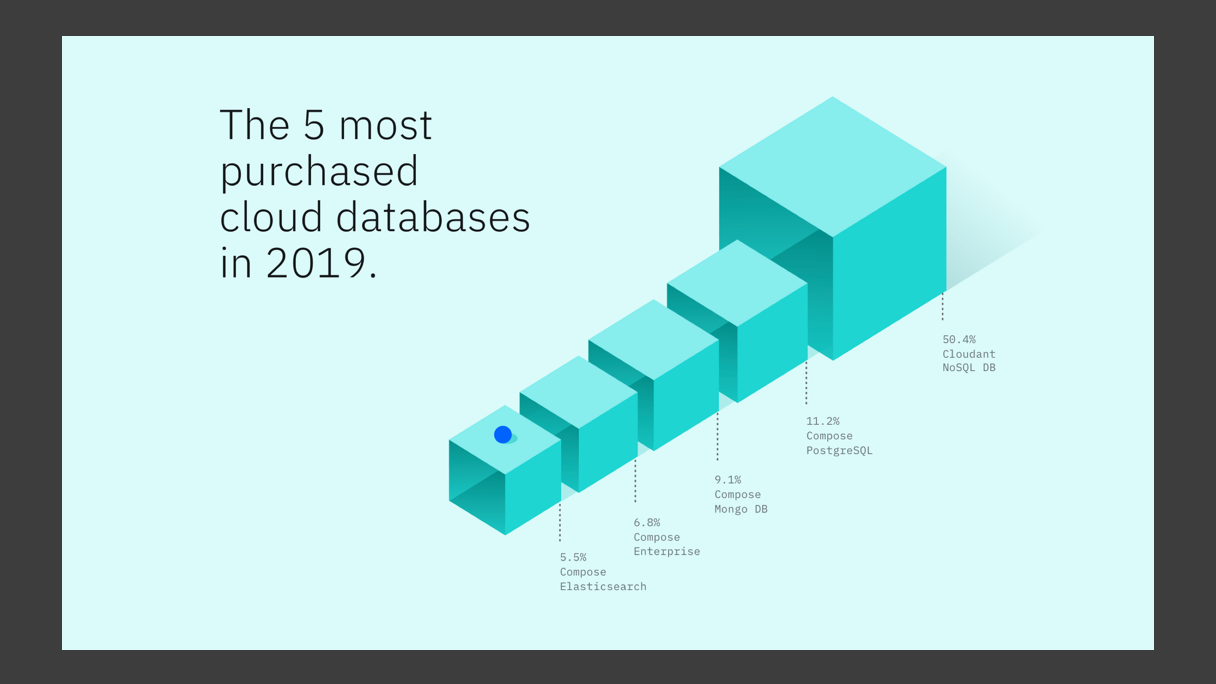 The 5 most
purchased
cloud databases
in 2019.
50.4%
Cloudant
NoSQL DB
11.2%
Compose
PostgreSQL
9.1%
Compose
Mongo DB
6.8%
Compose
Enterprise
5.5%
Compose
Elasticsearch